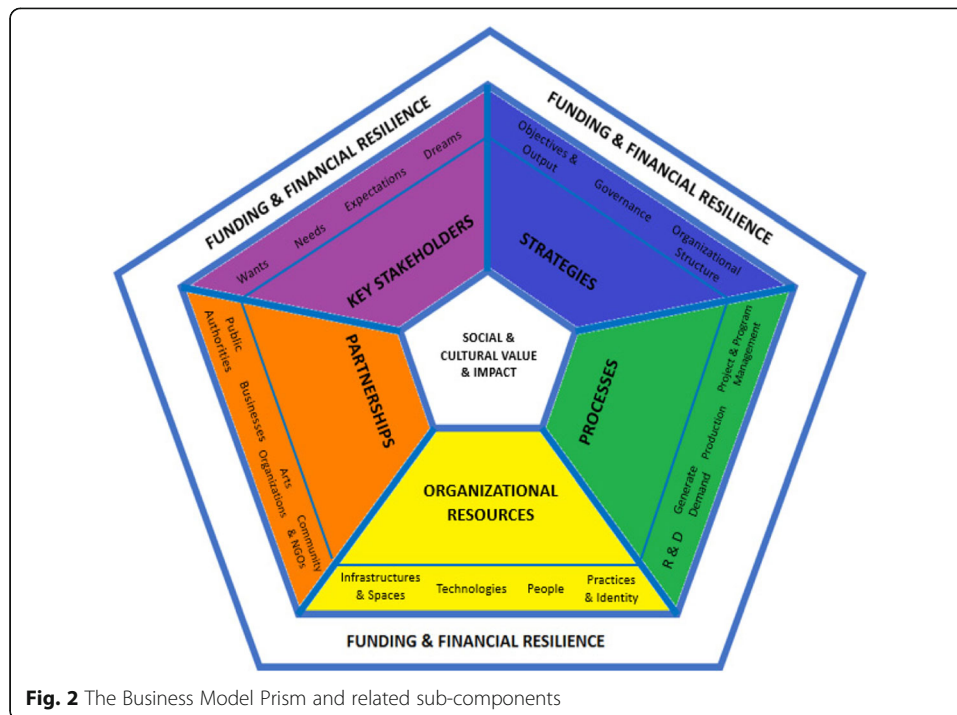 FUNDING & FINANCIAL RESILIENCE
FUNDING & FINANCIAL RESILIENCE
Wants
Needs
Expectations
Dreams
KEY STAKEHOLDERS
Objectives &
Output
Governance
Organizational
Structure
STRATEGIES
SOCIAL &
CULTURAL VALUE
& IMPACT
PARTNERSHIPS
Public
Authorities
Businesses
Arts
Organizations
Community
& NGOs
PROCESSES
Project & Program
Management
Production
Generate
Demand
R & D
ORGANIZATIONAL
RESOURCES
Infrastructures
& Spaces
Technologies
People
Practices
& Identity
FUNDING & FINANCIAL RESILIENCE
Fig. 2 The Business Model Prism and related sub-components